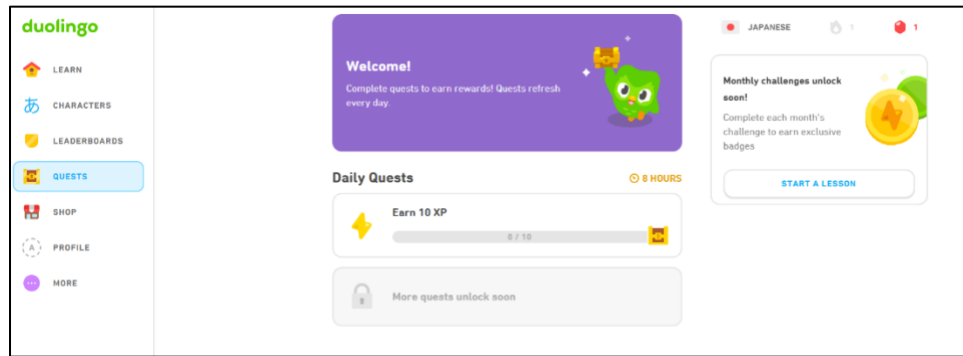 duolingo
LEARN
あ CHARACTERS
LEADERBOARDS
QUESTS
SHOP
A PROFILE
MORE
Welcome!
Complete quests to earn rewards! Quests refresh
every day.
Daily Quests
8 HOURS
Earn 10 XP
0 / 10
More quests unlock soon
JAPANESE
1
1
Monthly challenges unlock
soon!
Complete each month's
challenge to earn exclusive
badges
START A LESSON